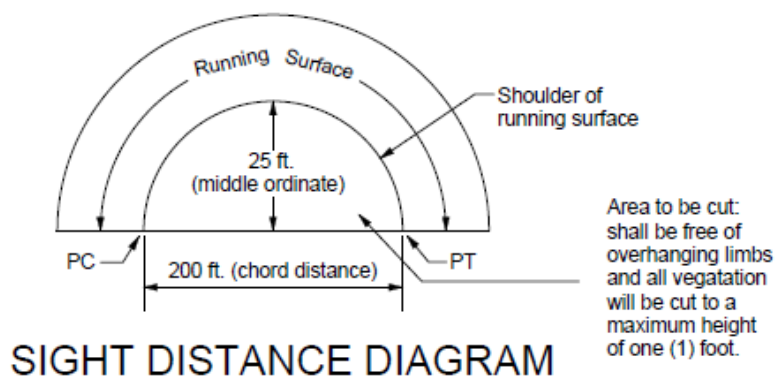 Running Surface
Shoulder of
running surface
25 ft.
(middle ordinate)
Area to be cut:
shall be free of
overhanging limbs
and all vegatation
will be cut to a
maximum height
of one (1) foot.
PC
PT
200 ft. (chord distance)
SIGHT DISTANCE DIAGRAM